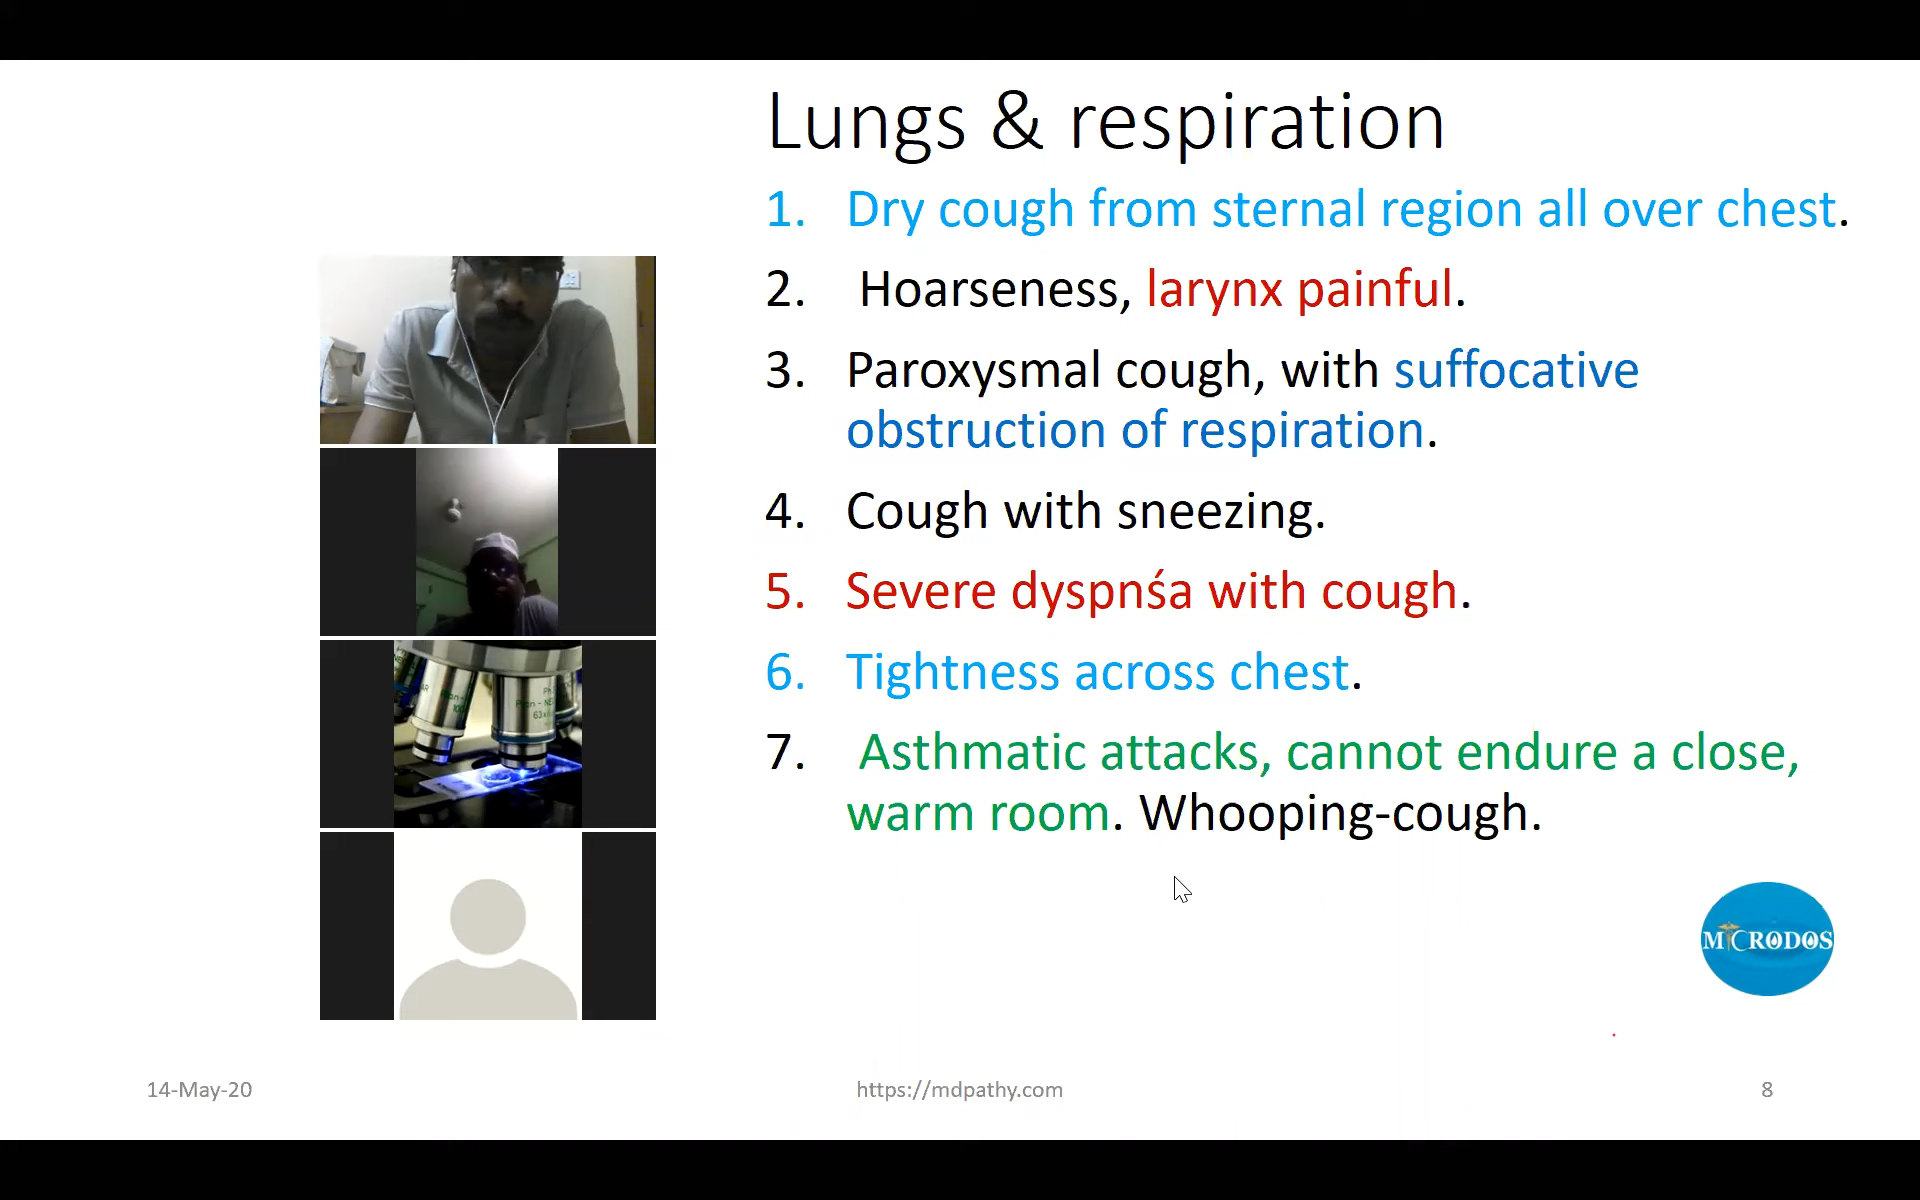 Lungs & respiration
1. Dry cough from sternal region all over chest.
2. Hoarseness, larynx painful.
3. Paroxysmal cough, with suffocative
obstruction of respiration.
4. Cough with sneezing.
5. Severe dyspnśa with cough.
6. Tightness across chest.
7. Asthmatic attacks, cannot endure a close,
warm room. Whooping-cough.
MICRODOS
14-May-20
https://mdpathy.com
8